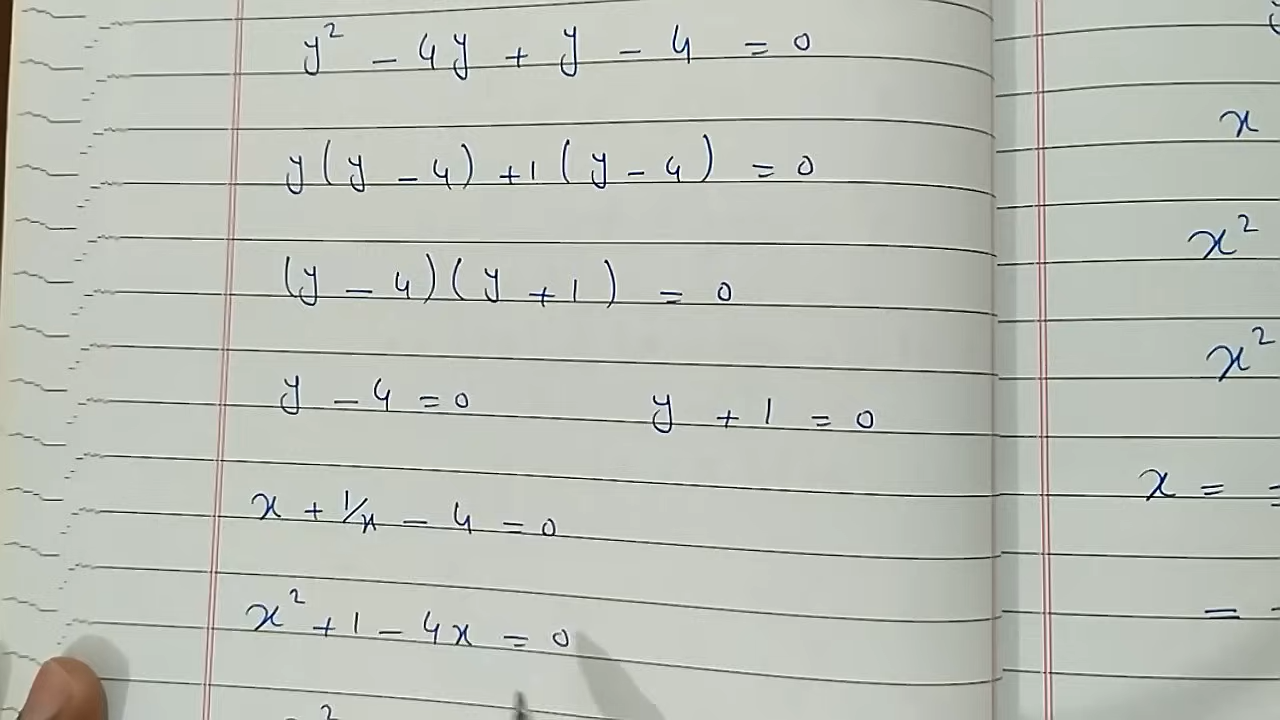 y² - 4y + y - 4 = 0
y(y - 4) + 1(y - 4) = 0
(y - 4)(y + 1) = 0
y - 4 = 0 y + 1 = 0
x + 1/x - 4 = 0
x² + 1 - 4x = 0
x
x²
x²
x =
=